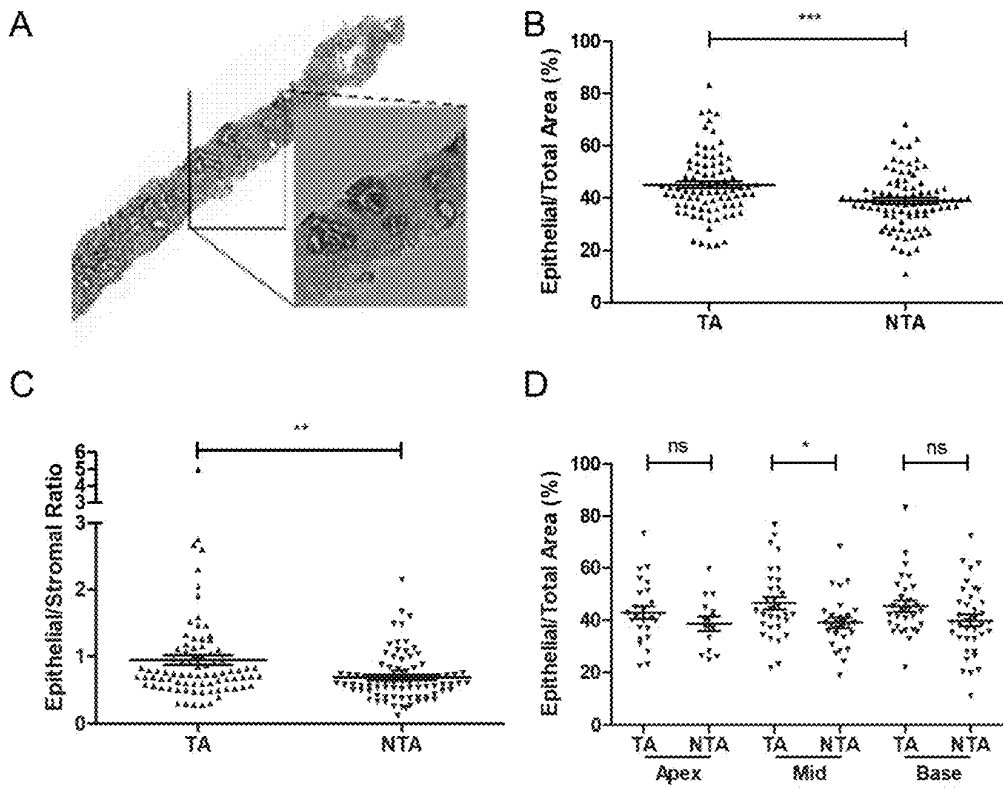 A
B
***
Epithelial/Total Area (%)
100
80
60
40
20
0
TA NTA
C
**
Epithelial/Stromal Ratio
6
5
4
3
3
2
1
0
TA NTA
D
ns * ns
Epithelial/Total Area (%)
100
80
60
40
20
0
TA NTA TA NTA TA NTA
Apex Mid Base